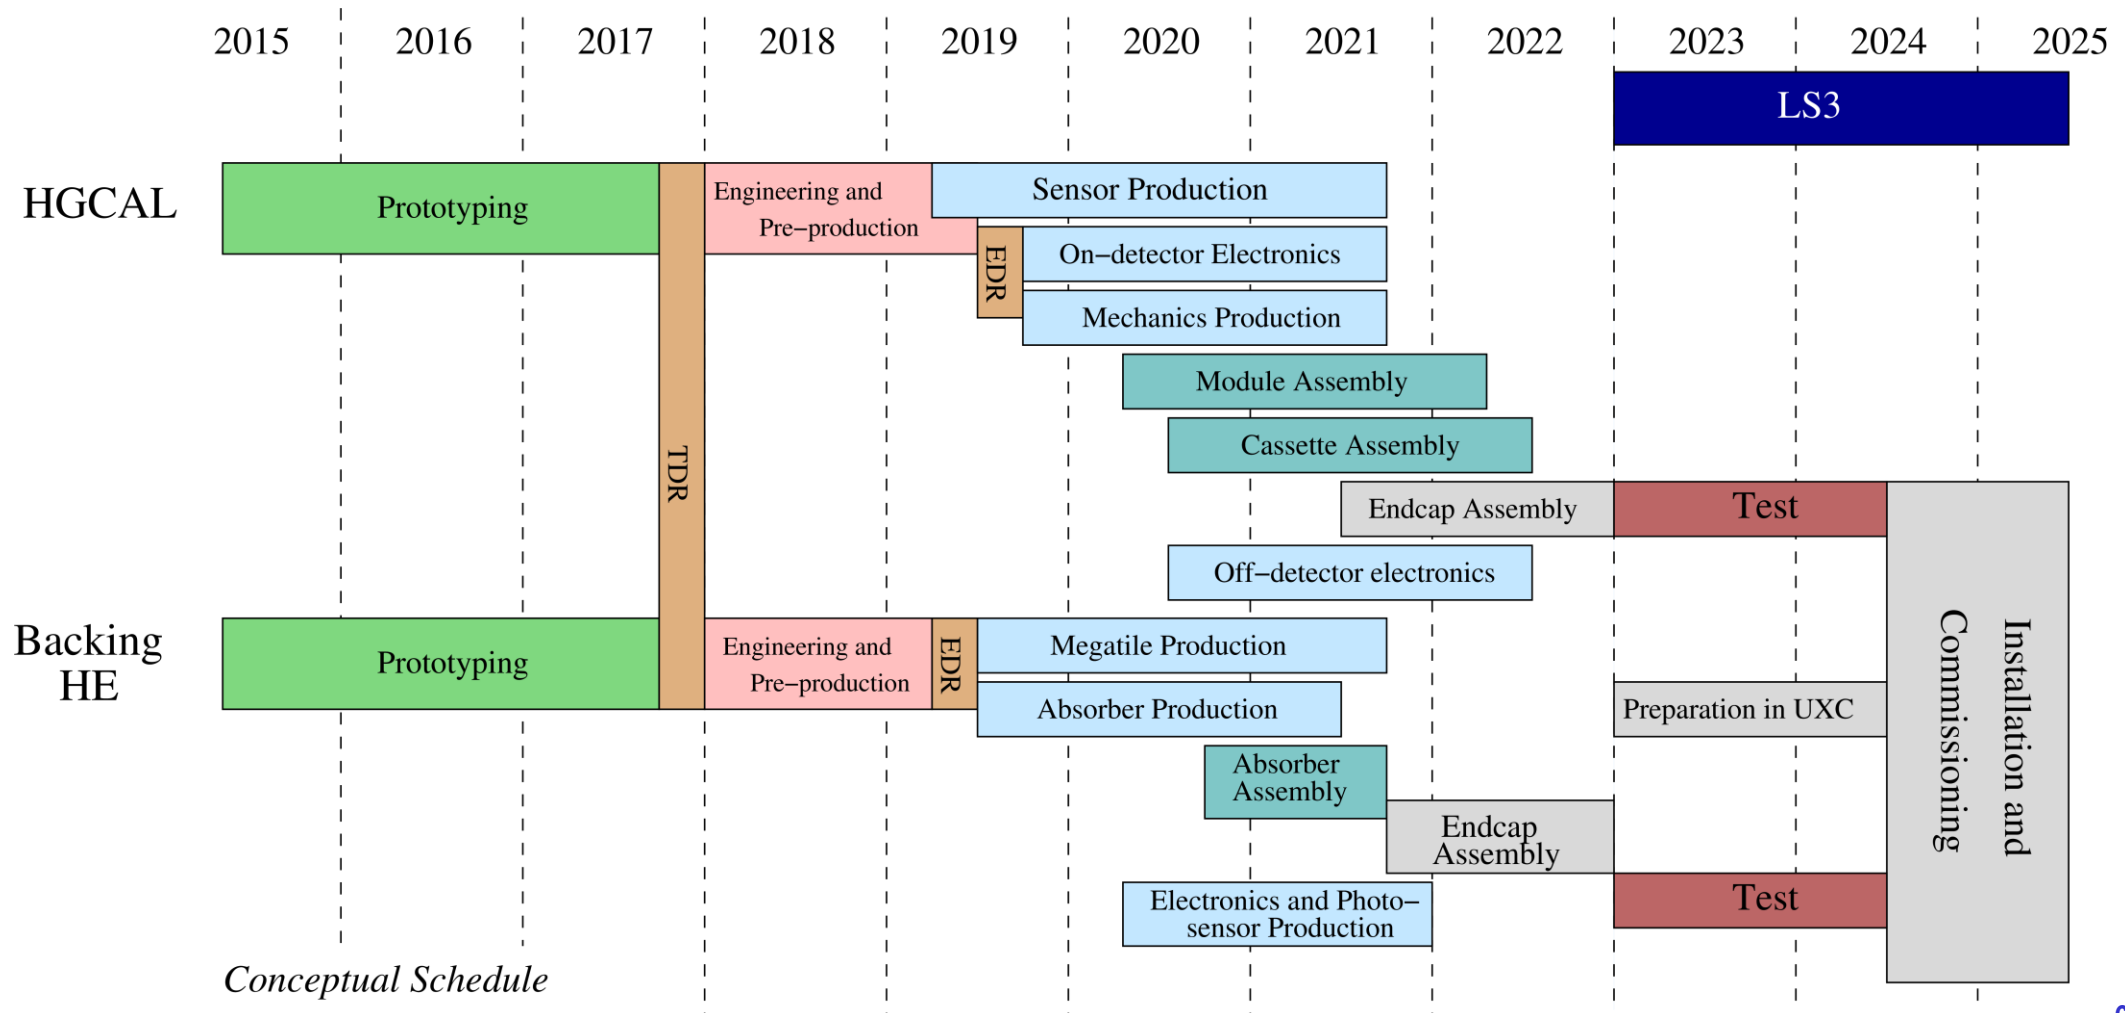 2015 2016 2017 2018 2019 2020 2021 2022 2023 2024 2025
LS3
HGCAL
Prototyping
TDR
Engineering and
Pre−production
Sensor Production
EDR
On−detector Electronics
Mechanics Production
Module Assembly
Cassette Assembly
Endcap Assembly
Test
Installation and
Commissioning
Off−detector electronics
Backing
HE
Prototyping
Engineering and
Pre−production
EDR
Megatile Production
Absorber Production
Preparation in UXC
Absorber
Assembly
Endcap
Assembly
Electronics and Photo−
sensor Production
Test
Conceptual Schedule